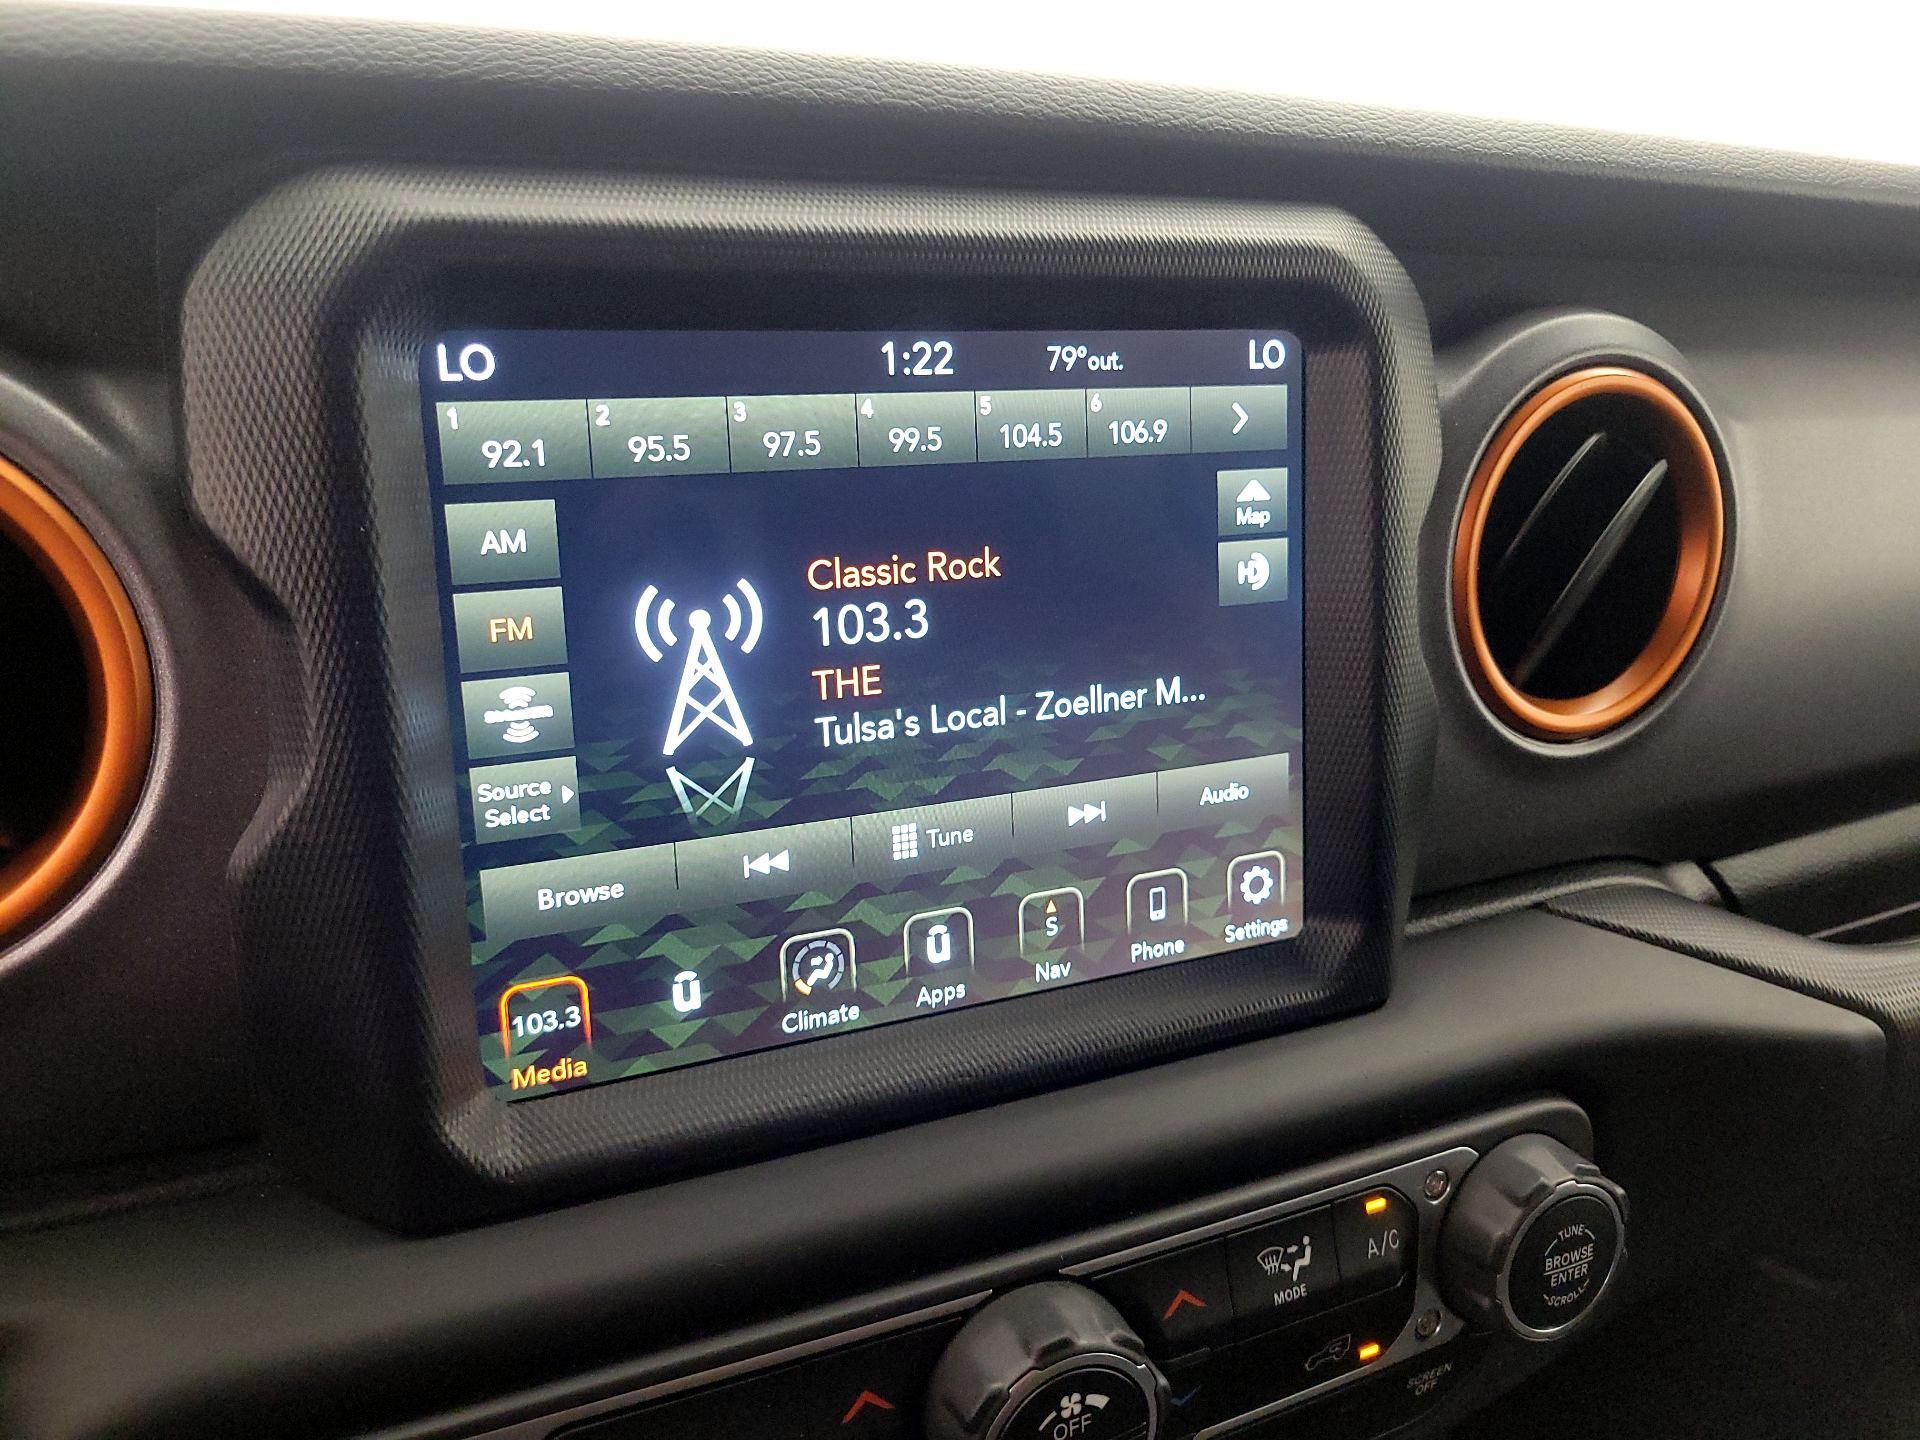 LO 1:22 79° out. LO
1 92.1 2 95.5 3 97.5 4 99.5 5 104.5 6 106.9
AM
Map
FM
HD
Classic Rock
103.3
THE
Tulsa's Local - Zoellner M...
Source
Select
Browse
Tune
Audio
103.3
Media
Climate
Apps
S
Nav
Phone
Settings
A/C
MODE
TUNE
BROWSE
ENTER
SCROLL
SCREEN
OFF
OFF